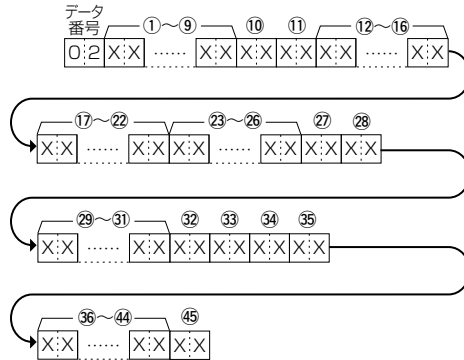 データ
番号 ①～⑨ ⑩ ⑪ ⑫～⑯
0 2 X X ...... X X X X X X X X ...... X X
⑰～㉒ ㉓～㉖ ㉗ ㉘
X X ...... X X X X ...... X X X X X X
㉙～㉛ ㉜ ㉝ ㉞ ㉟
X X ...... X X X X X X X X X X
㊱～㊹ ㊺
X X ...... X X X X